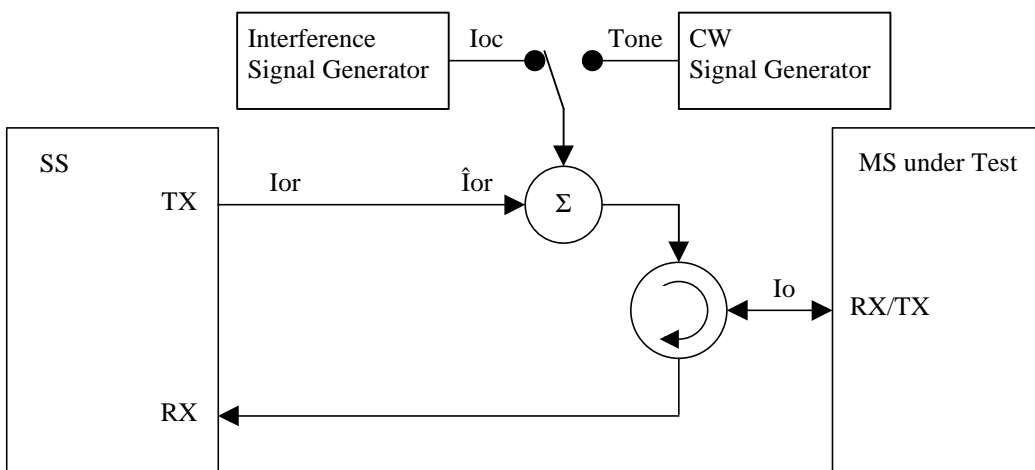 Interference
Signal Generator
Ioc
Tone
CW
Signal Generator
SS
MS under Test
TX
Ior
Îor
Σ
Io
RX/TX
RX